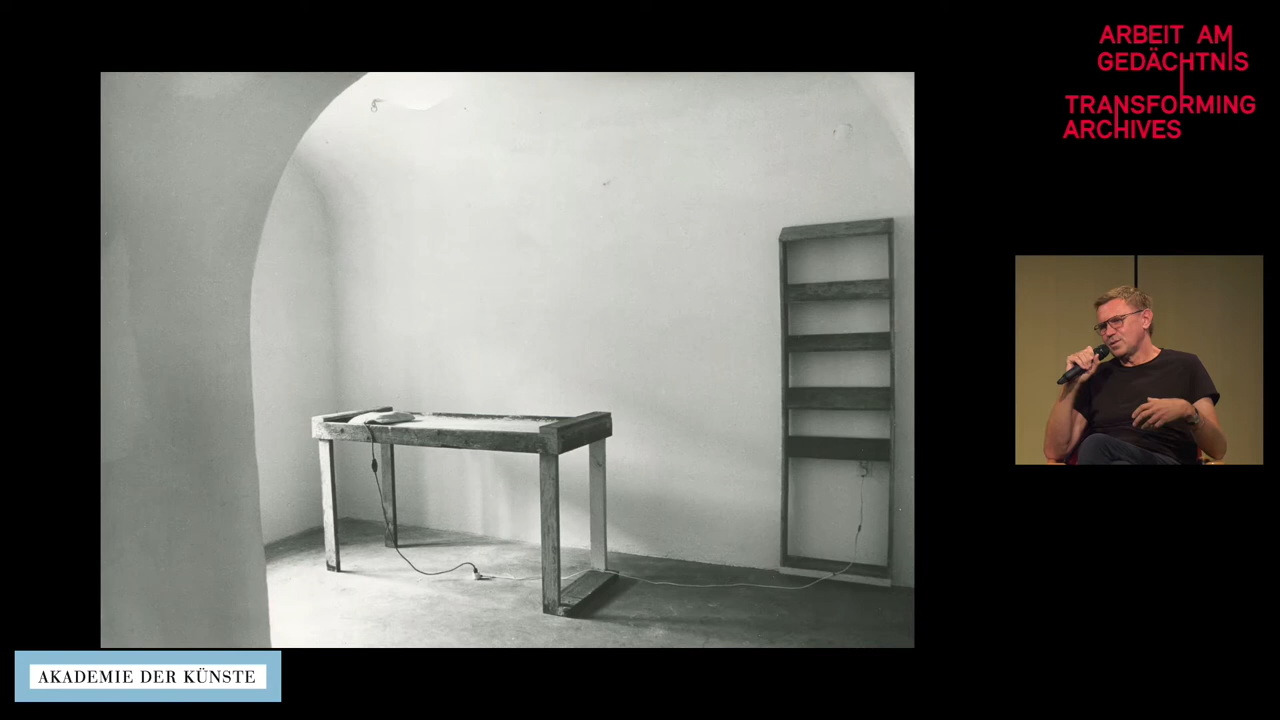 ARBEIT AM
GEDÄCHTNIS
TRANSFORMING
ARCHIVES
AKADEMIE DER KÜNSTE